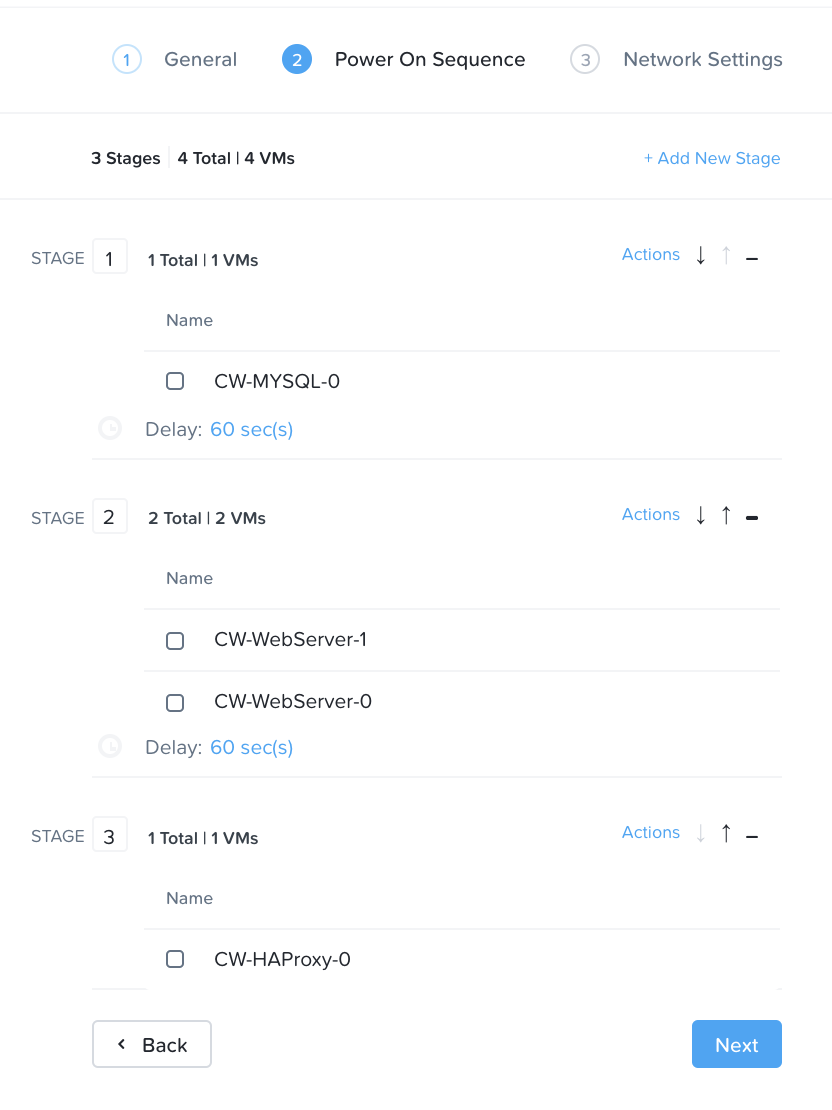 1 General 2 Power On Sequence 3 Network Settings
3 Stages 4 Total | 4 VMs + Add New Stage
STAGE 1 1 Total | 1 VMs Actions ↓ ↑ –
Name
CW-MYSQL-0
Delay: 60 sec(s)
STAGE 2 2 Total | 2 VMs Actions ↓ ↑ –
Name
CW-WebServer-1
CW-WebServer-0
Delay: 60 sec(s)
STAGE 3 1 Total | 1 VMs Actions ↓ ↑ –
Name
CW-HAProxy-0
Back Next